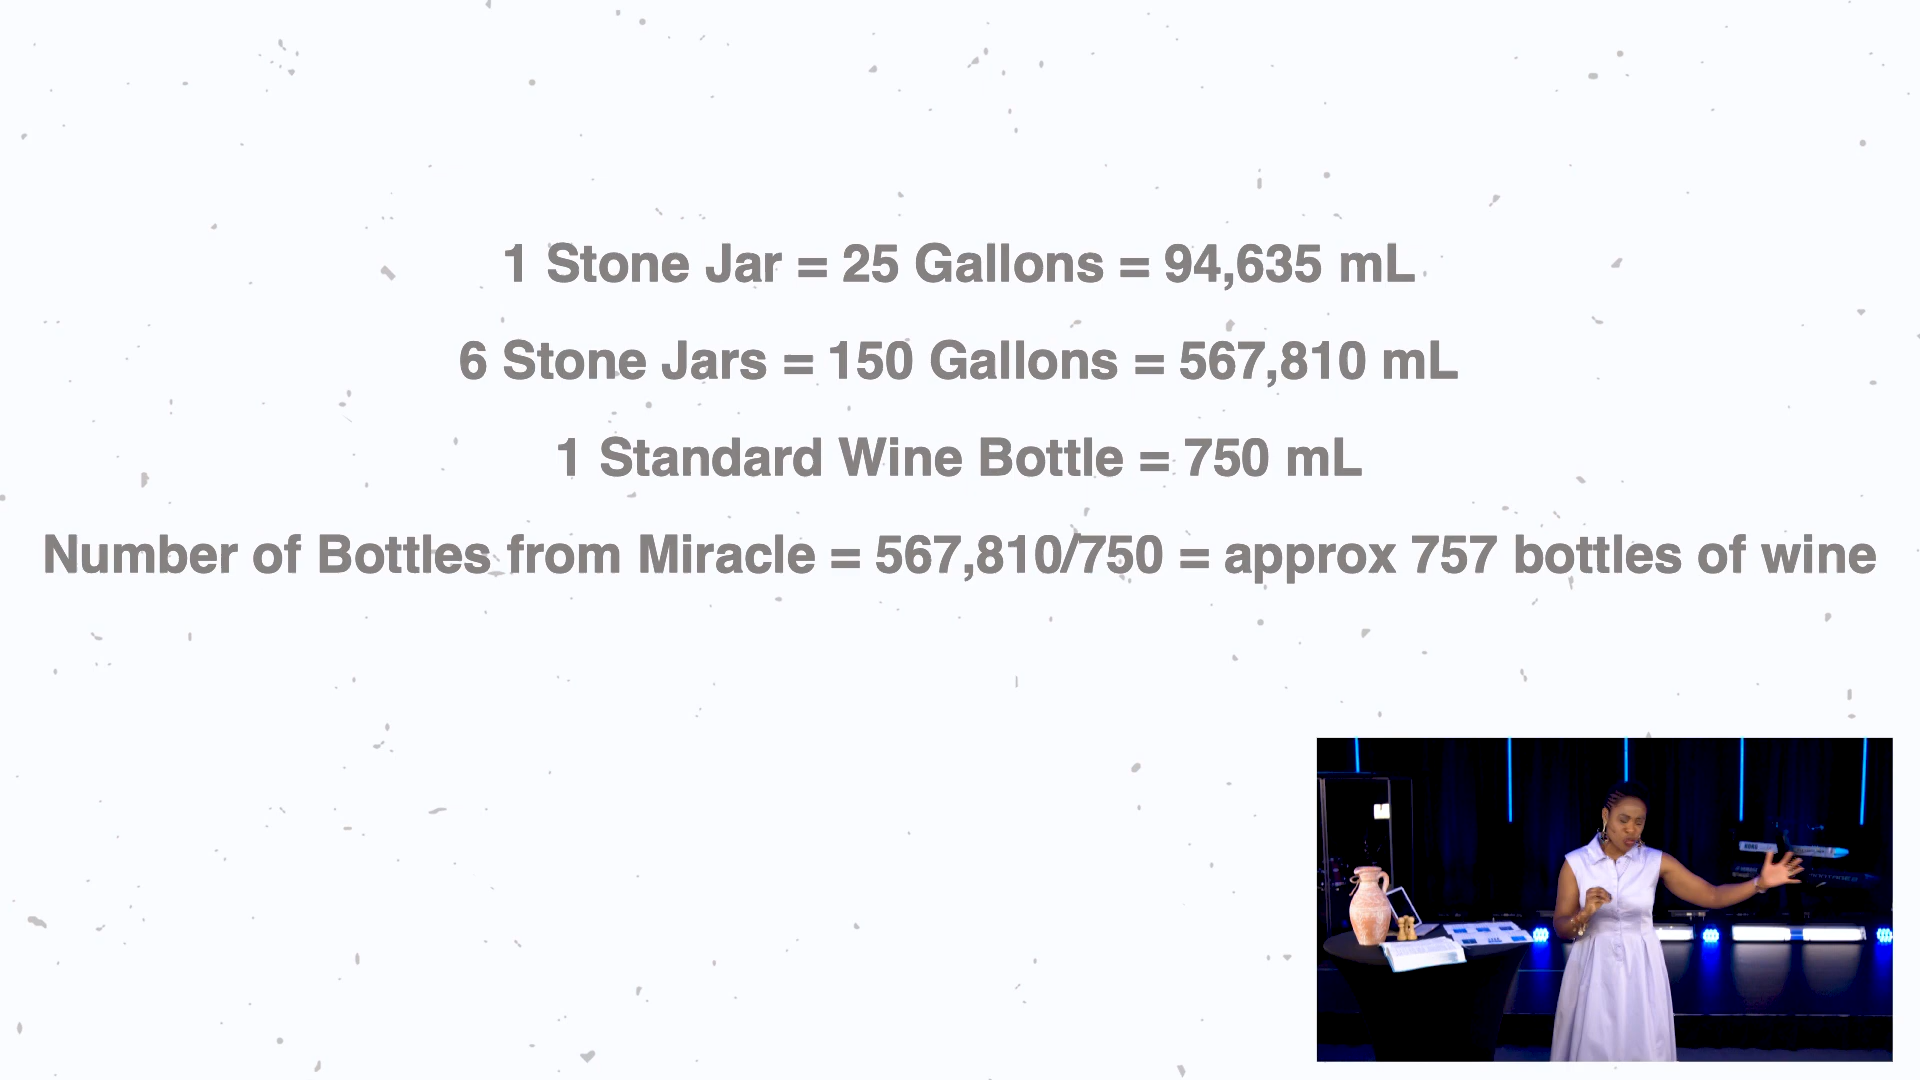 1 Stone Jar = 25 Gallons = 94,635 mL
6 Stone Jars = 150 Gallons = 567,810 mL
1 Standard Wine Bottle = 750 mL
Number of Bottles from Miracle = 567,810/750 = approx 757 bottles of wine
KORG